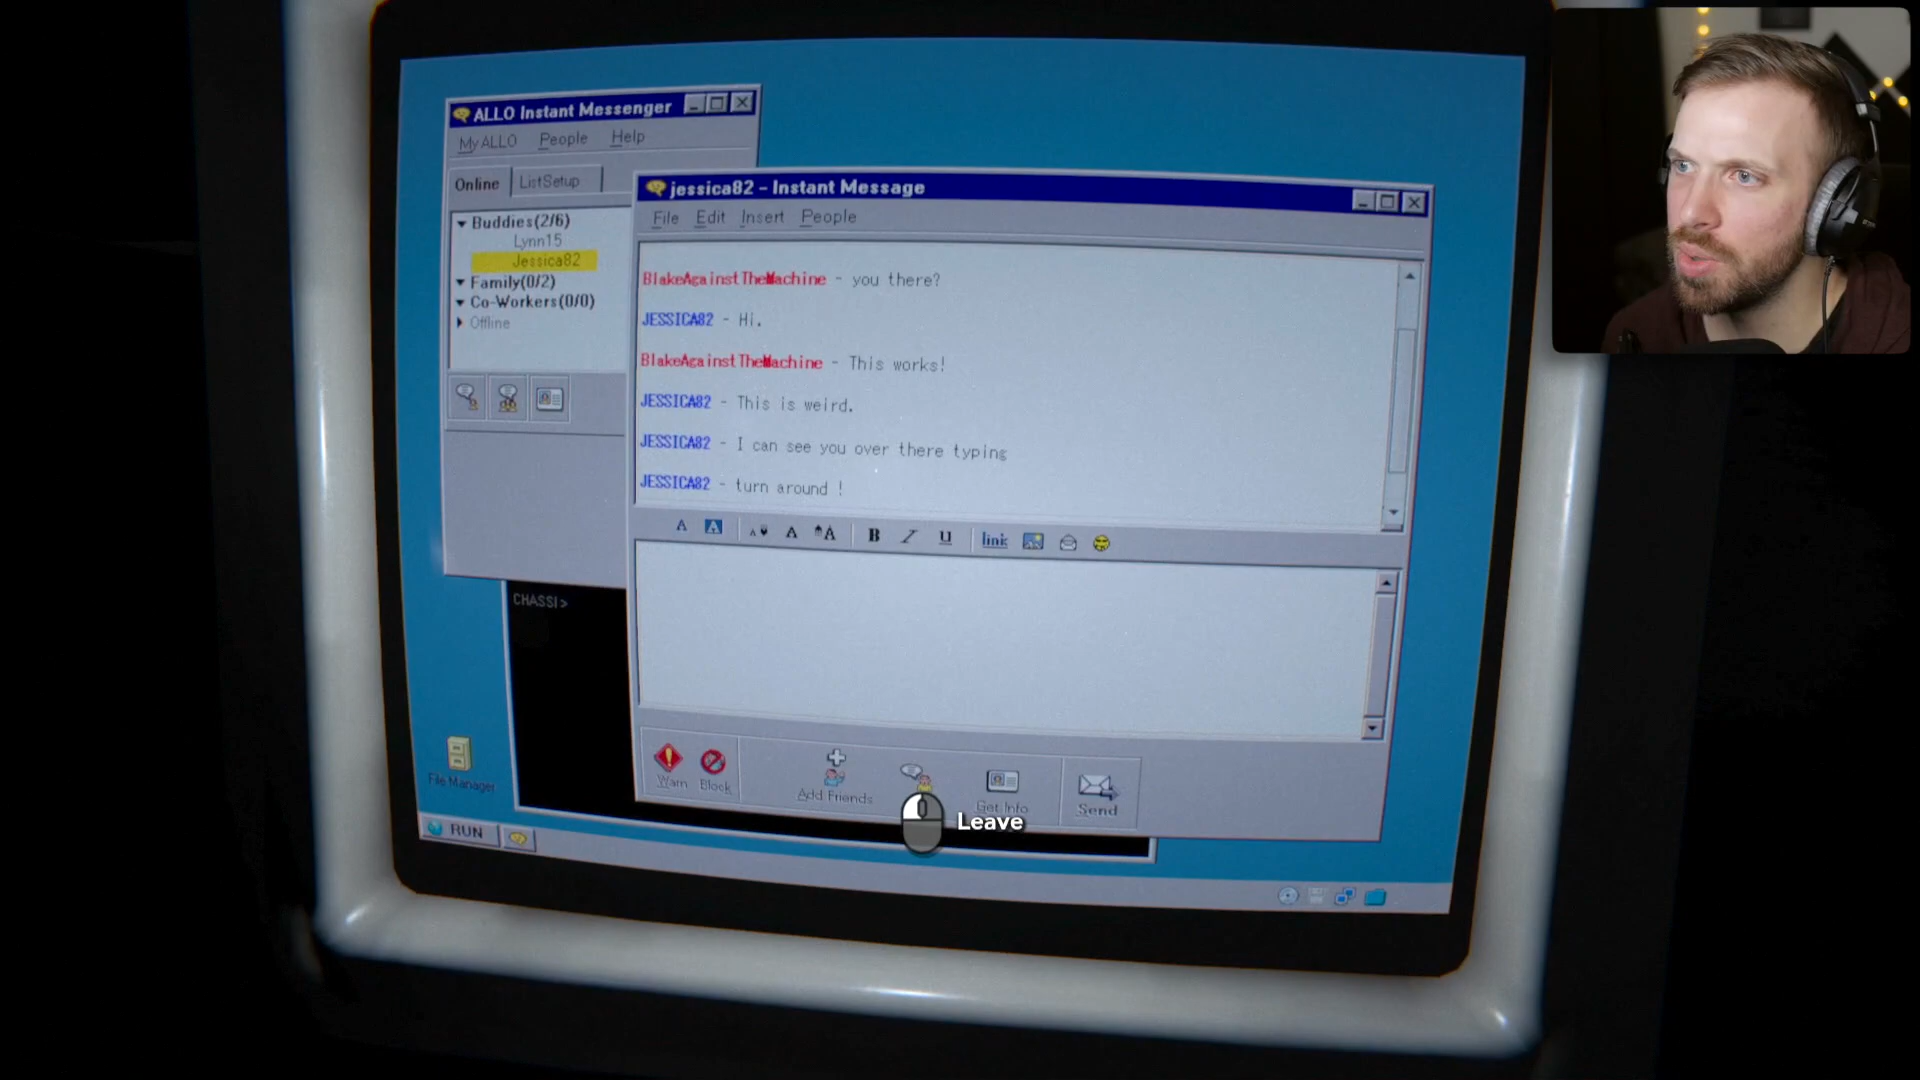 ALLO Instant Messenger
My ALLO People Help
Online ListSetup
Buddies(2/6)
Lynn15
Jessica82
Family(0/2)
Co-Workers(0/0)
Offline
jessica82 - Instant Message
File Edit Insert People
BlakeAgainstTheMachine - you there?
JESSICA82 - Hi.
BlakeAgainstTheMachine - This works!
JESSICA82 - This is weird.
JESSICA82 - I can see you over there typing
JESSICA82 - turn around !
A A A A A B I U link
CHASSI>
Warn Block Add Friends Get Info Send
Leave
File Manager
RUN